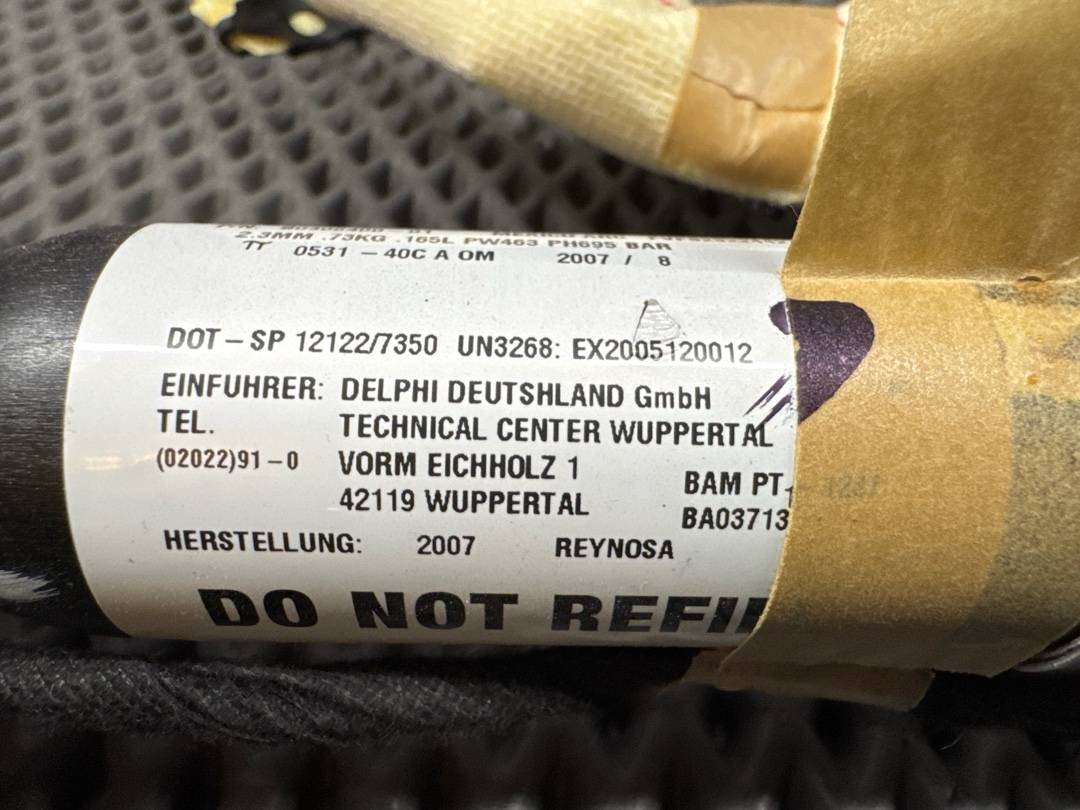 2.3MM .73KG .165L PW463 PH695 BAR
π 0531 – 40C A OM 2007 / 8
DOT – SP 12122/7350 UN3268: EX2005120012
EINFUHRER: DELPHI DEUTSHLAND GmbH
TEL. TECHNICAL CENTER WUPPERTAL
(02022)91 – 0 VORM EICHHOLZ 1
42119 WUPPERTAL
BAM PT
BA03713
HERSTELLUNG: 2007 REYNOSA
DO NOT REFI